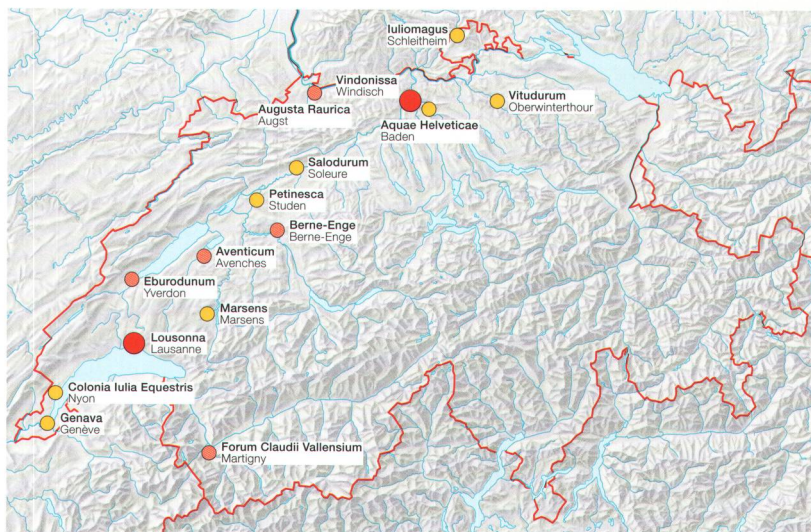 Iuliomagus
Schleitheim
Vindonissa
Windisch
Augusta Raurica
Augst
Vitudurum
Oberwinterthour
Aquae Helveticae
Baden
Salodurum
Soleure
Petinesca
Studen
Berne-Enge
Berne-Enge
Aventicum
Avenches
Eburodunum
Yverdon
Marsens
Marsens
Lousonna
Lausanne
Colonia Iulia Equestris
Nyon
Genava
Genève
Forum Claudii Vallensium
Martigny